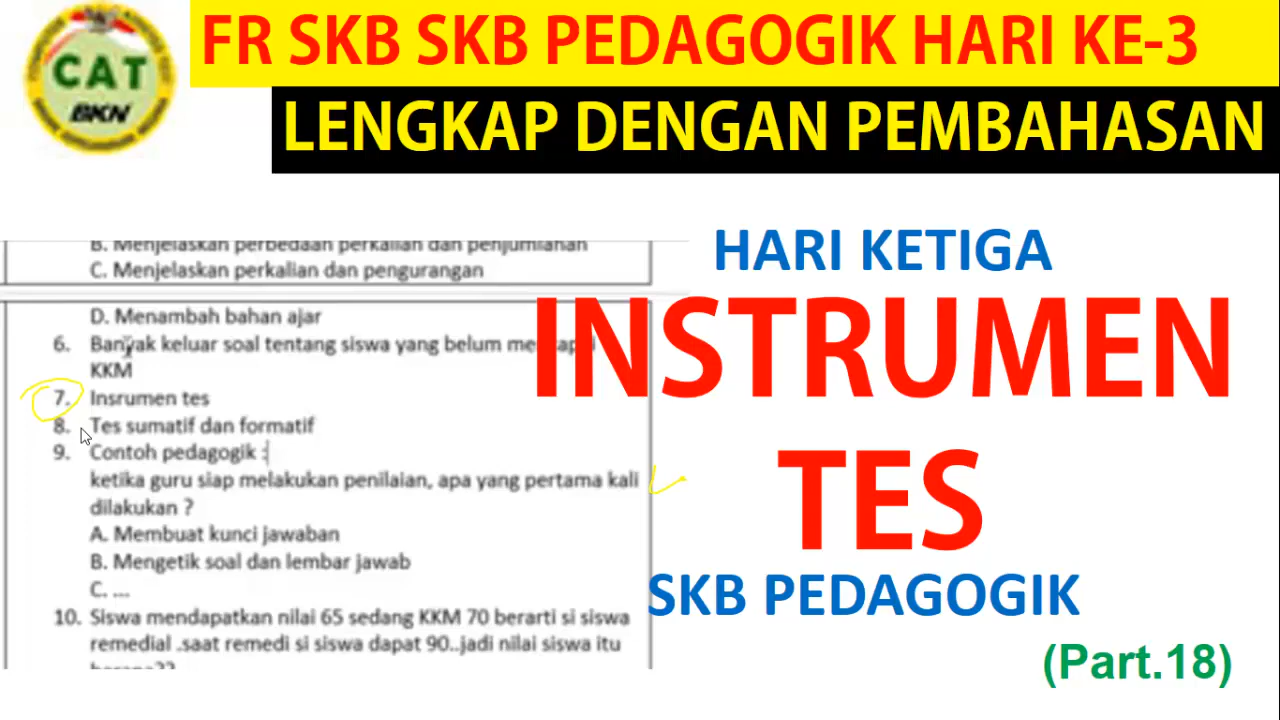 CAT
BKN
FR SKB SKB PEDAGOGIK HARI KE-3
LENGKAP DENGAN PEMBAHASAN
B. Menjelaskan perbedaan perkalian dan penjumlahan
C. Menjelaskan perkalian dan pengurangan
D. Menambah bahan ajar
6. Banyak keluar soal tentang siswa yang belum
KKM
7. Insrumen tes
8. Tes sumatif dan formatif
9. Contoh pedagogik :
ketika guru siap melakukan penilaian, apa yang pertama kali
dilakukan ?
A. Membuat kunci jawaban
B. Mengetik soal dan lembar jawab
C. ...
10. Siswa mendapatkan nilai 65 sedang KKM 70 berarti si siswa
remedial .saat remedi si siswa dapat 90..jadi nilai siswa itu
HARI KETIGA
INSTRUMEN
TES
SKB PEDAGOGIK
(Part.18)